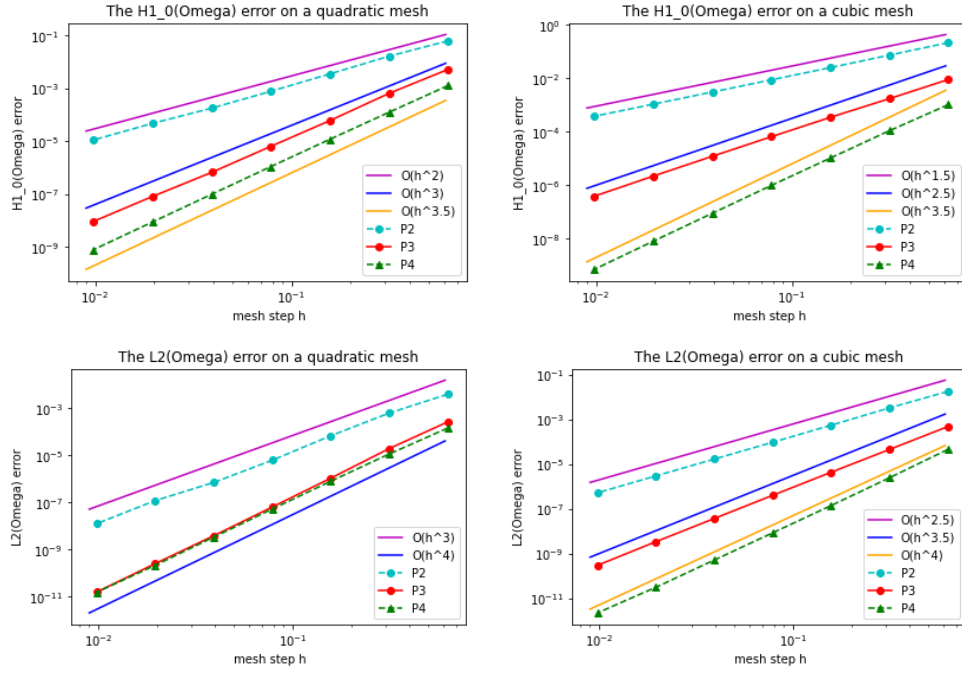 The H1_0(Omega) error on a quadratic mesh
H1_0(Omega) error
10^-1
10^-3
10^-5
10^-7
10^-9
O(h^2)
O(h^3)
O(h^3.5)
P2
P3
P4
10^-2
10^-1
mesh step h
The H1_0(Omega) error on a cubic mesh
H1_0(Omega) error
10^0
10^-2
10^-4
10^-6
10^-8
O(h^1.5)
O(h^2.5)
O(h^3.5)
P2
P3
P4
10^-2
10^-1
mesh step h
The L2(Omega) error on a quadratic mesh
L2(Omega) error
10^-3
10^-5
10^-7
10^-9
10^-11
O(h^3)
O(h^4)
P2
P3
P4
10^-2
10^-1
mesh step h
The L2(Omega) error on a cubic mesh
L2(Omega) error
10^-1
10^-3
10^-5
10^-7
10^-9
10^-11
O(h^2.5)
O(h^3.5)
O(h^4)
P2
P3
P4
10^-2
10^-1
mesh step h